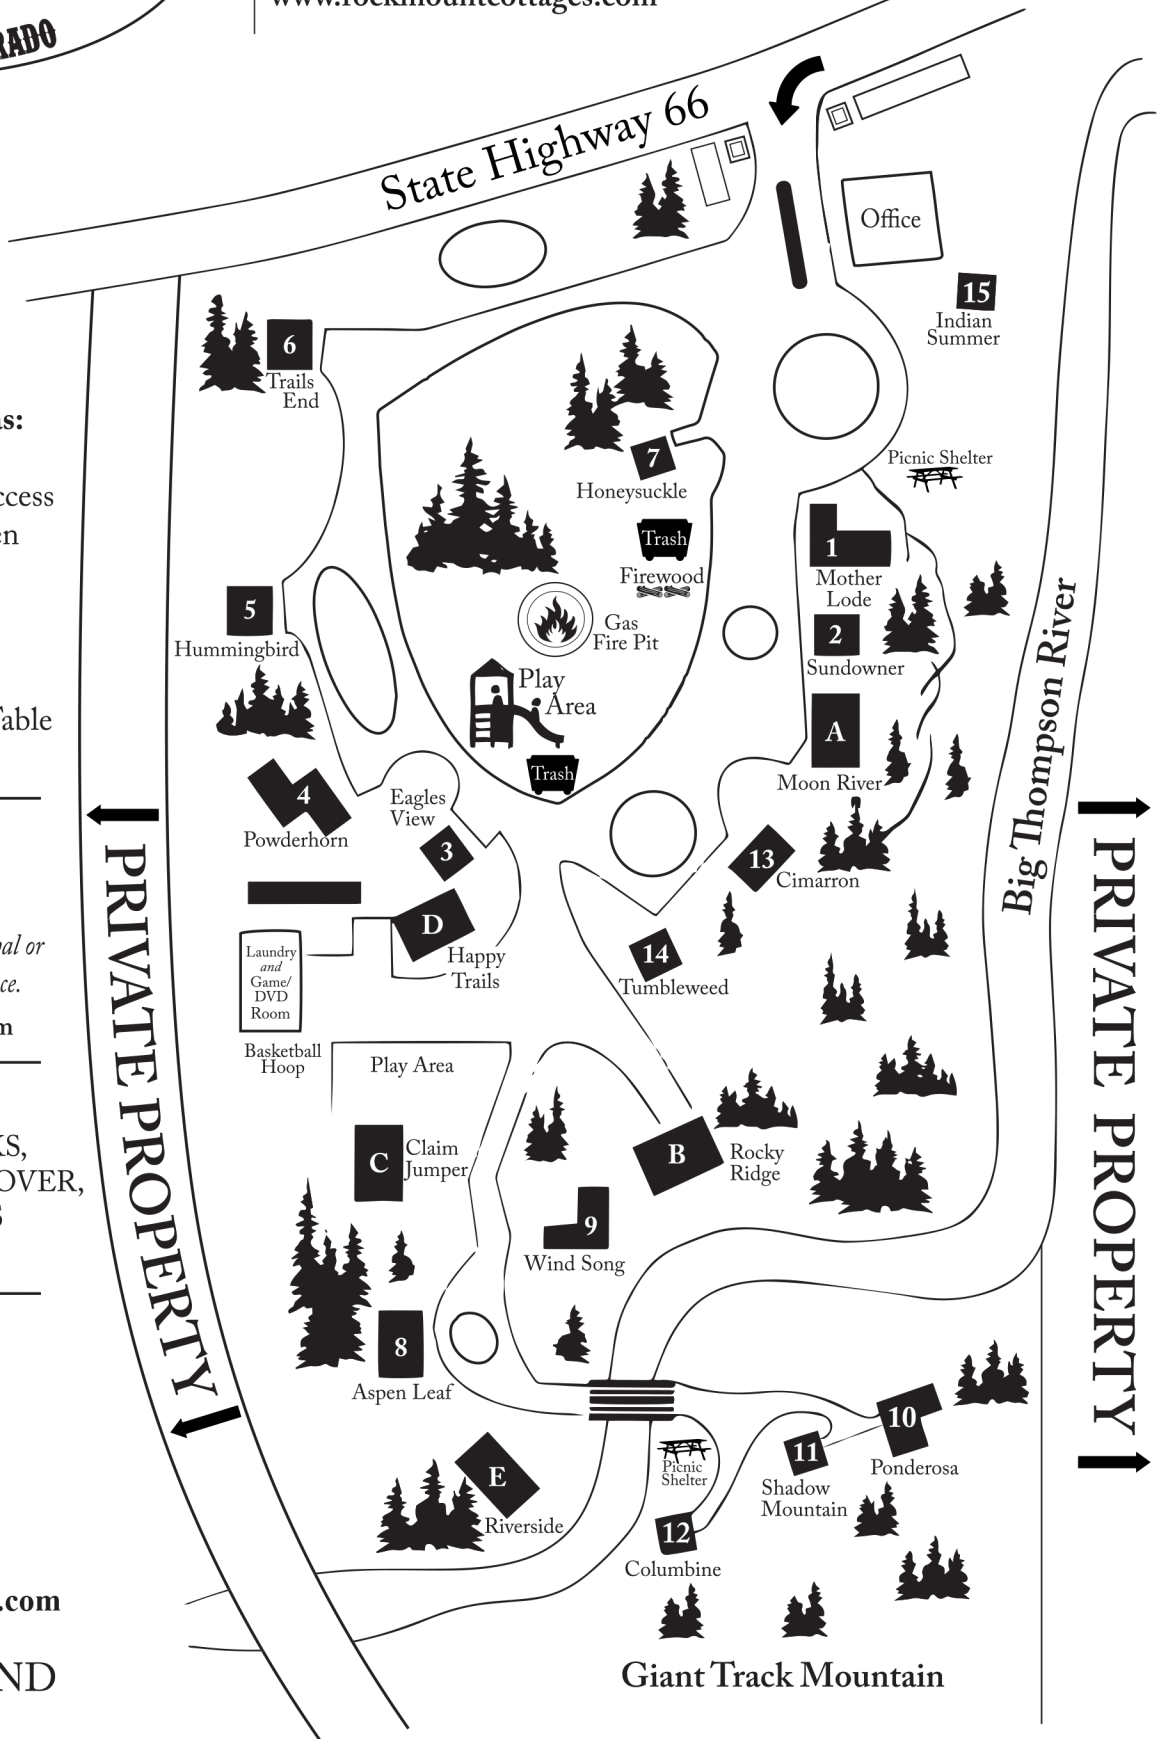 www.rockmountcottages.com
State Highway 66
Office
15
Indian
Summer
6
Trails
End
7
Honeysuckle
Picnic Shelter
Trash
Firewood
1
Mother
Lode
5
Hummingbird
Gas
Fire Pit
2
Sundowner
Play
Area
A
Moon River
Trash
4
Powderhorn
Eagles
View
3
13
Cimarron
D
Happy
Trails
Laundry
and
Game/
DVD
Room
14
Tumbleweed
Basketball
Hoop
Play Area
C
Claim
Jumper
B
Rocky
Ridge
9
Wind Song
8
Aspen Leaf
10
Ponderosa
11
Shadow
Mountain
Picnic
Shelter
E
Riverside
12
Columbine
Giant Track Mountain
Big Thompson River
PRIVATE PROPERTY
PRIVATE PROPERTY
RADO
as:
ccess
en
Table
al or
ce.
m
KS,
OVER,
s
.com
ND